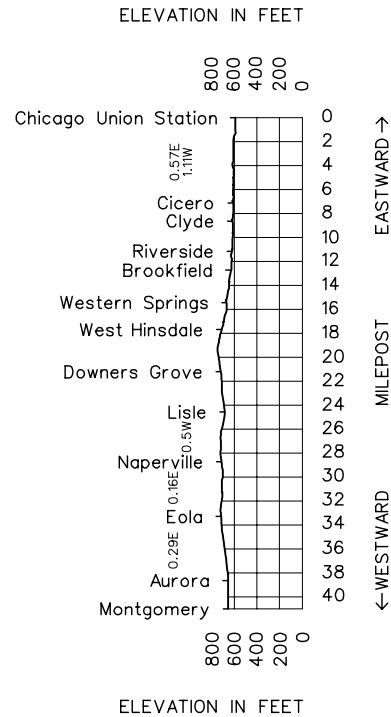 ELEVATION IN FEET
800 600 400 200 0
Chicago Union Station
0.57E
1.11W
Cicero
Clyde
Riverside
Brookfield
Western Springs
West Hinsdale
Downers Grove
Lisle
0.5W
Naperville
0.16E
Eola
0.29E
Aurora
Montgomery
0
2
4
6
8
10
12
14
16
18
20
22
24
26
28
30
32
34
36
38
40
EASTWARD→
MILEPOST
←WESTWARD
800 600 400 200 0
ELEVATION IN FEET